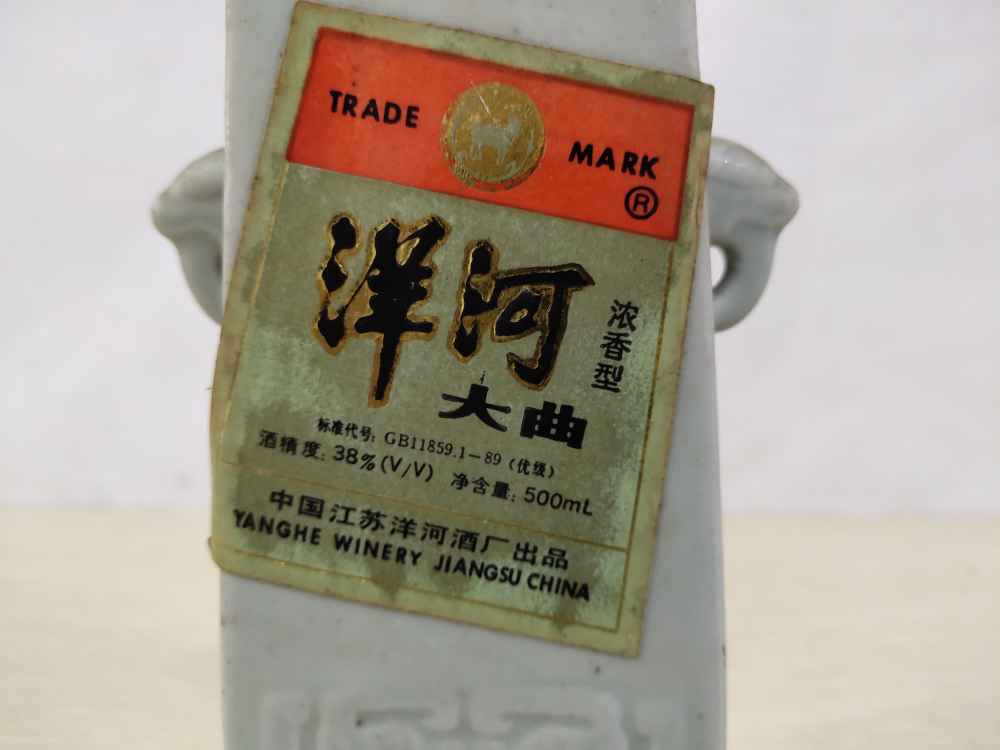 TRADE MARK
®
洋河
浓香型
大曲
标准代号: GB11859.1-89 (优级)
酒精度: 38%(V/V) 净含量: 500mL
中国江苏洋河酒厂出品
YANGHE WINERY JIANGSU CHINA